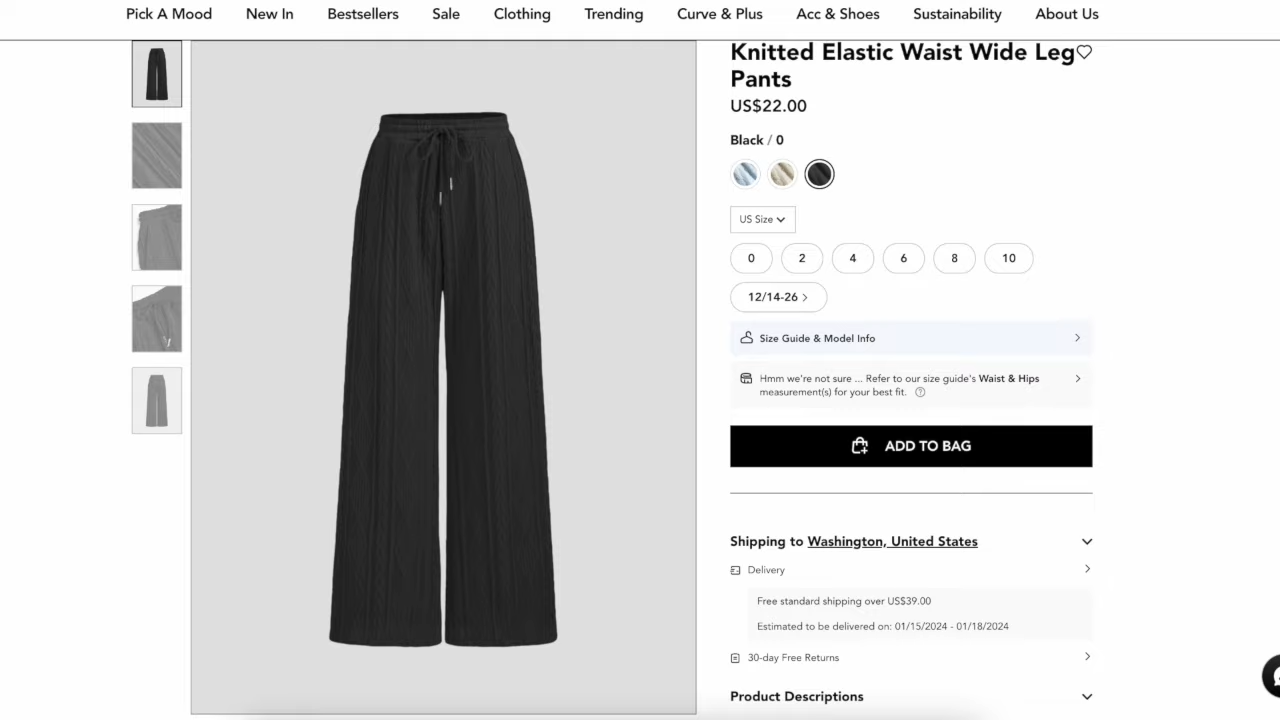 Pick A Mood New In Bestsellers Sale Clothing Trending Curve & Plus Acc & Shoes Sustainability About Us
Knitted Elastic Waist Wide Leg
Pants
US$22.00
Black / 0
US Size
0 2 4 6 8 10
12/14-26
Size Guide & Model Info
Hmm we're not sure ... Refer to our size guide's Waist & Hips
measurement(s) for your best fit. ?
ADD TO BAG
Shipping to Washington, United States
Delivery
Free standard shipping over US$39.00
Estimated to be delivered on: 01/15/2024 - 01/18/2024
30-day Free Returns
Product Descriptions